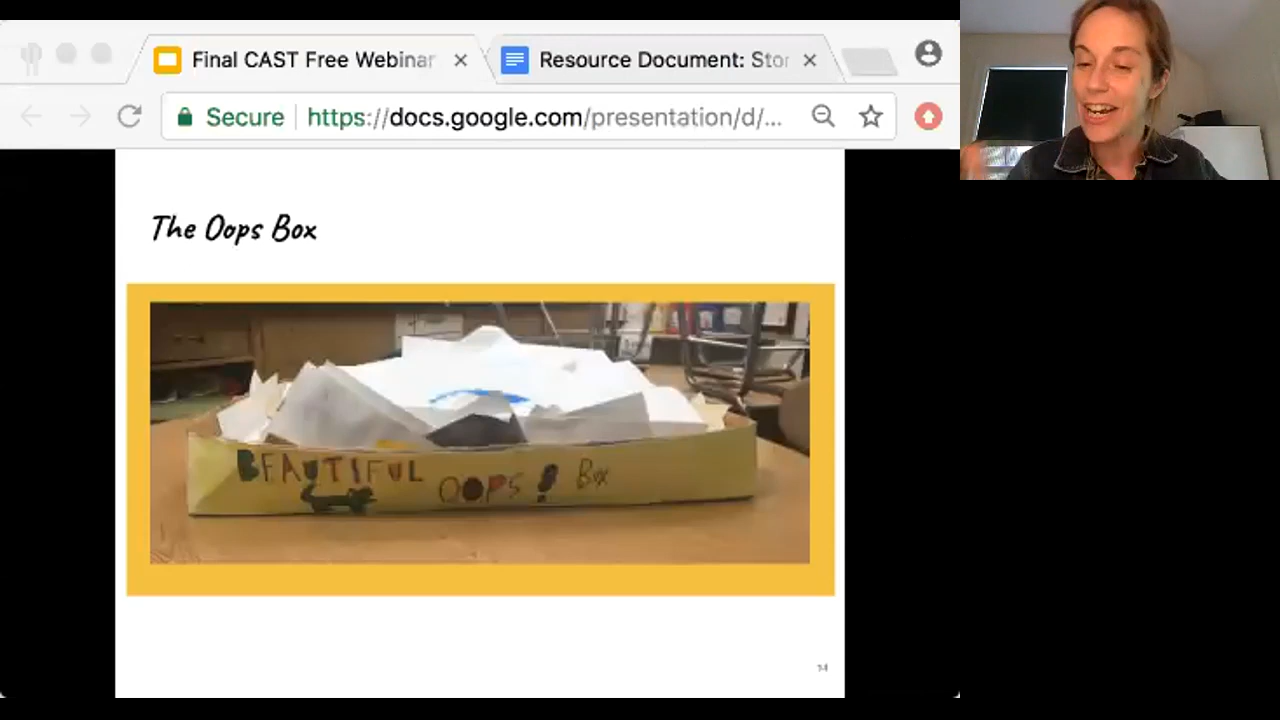 Final CAST Free Webinar
Resource Document: Stor
Secure https://docs.google.com/presentation/d/...
The Oops Box
BEAUTIFUL OOPS! Box
14